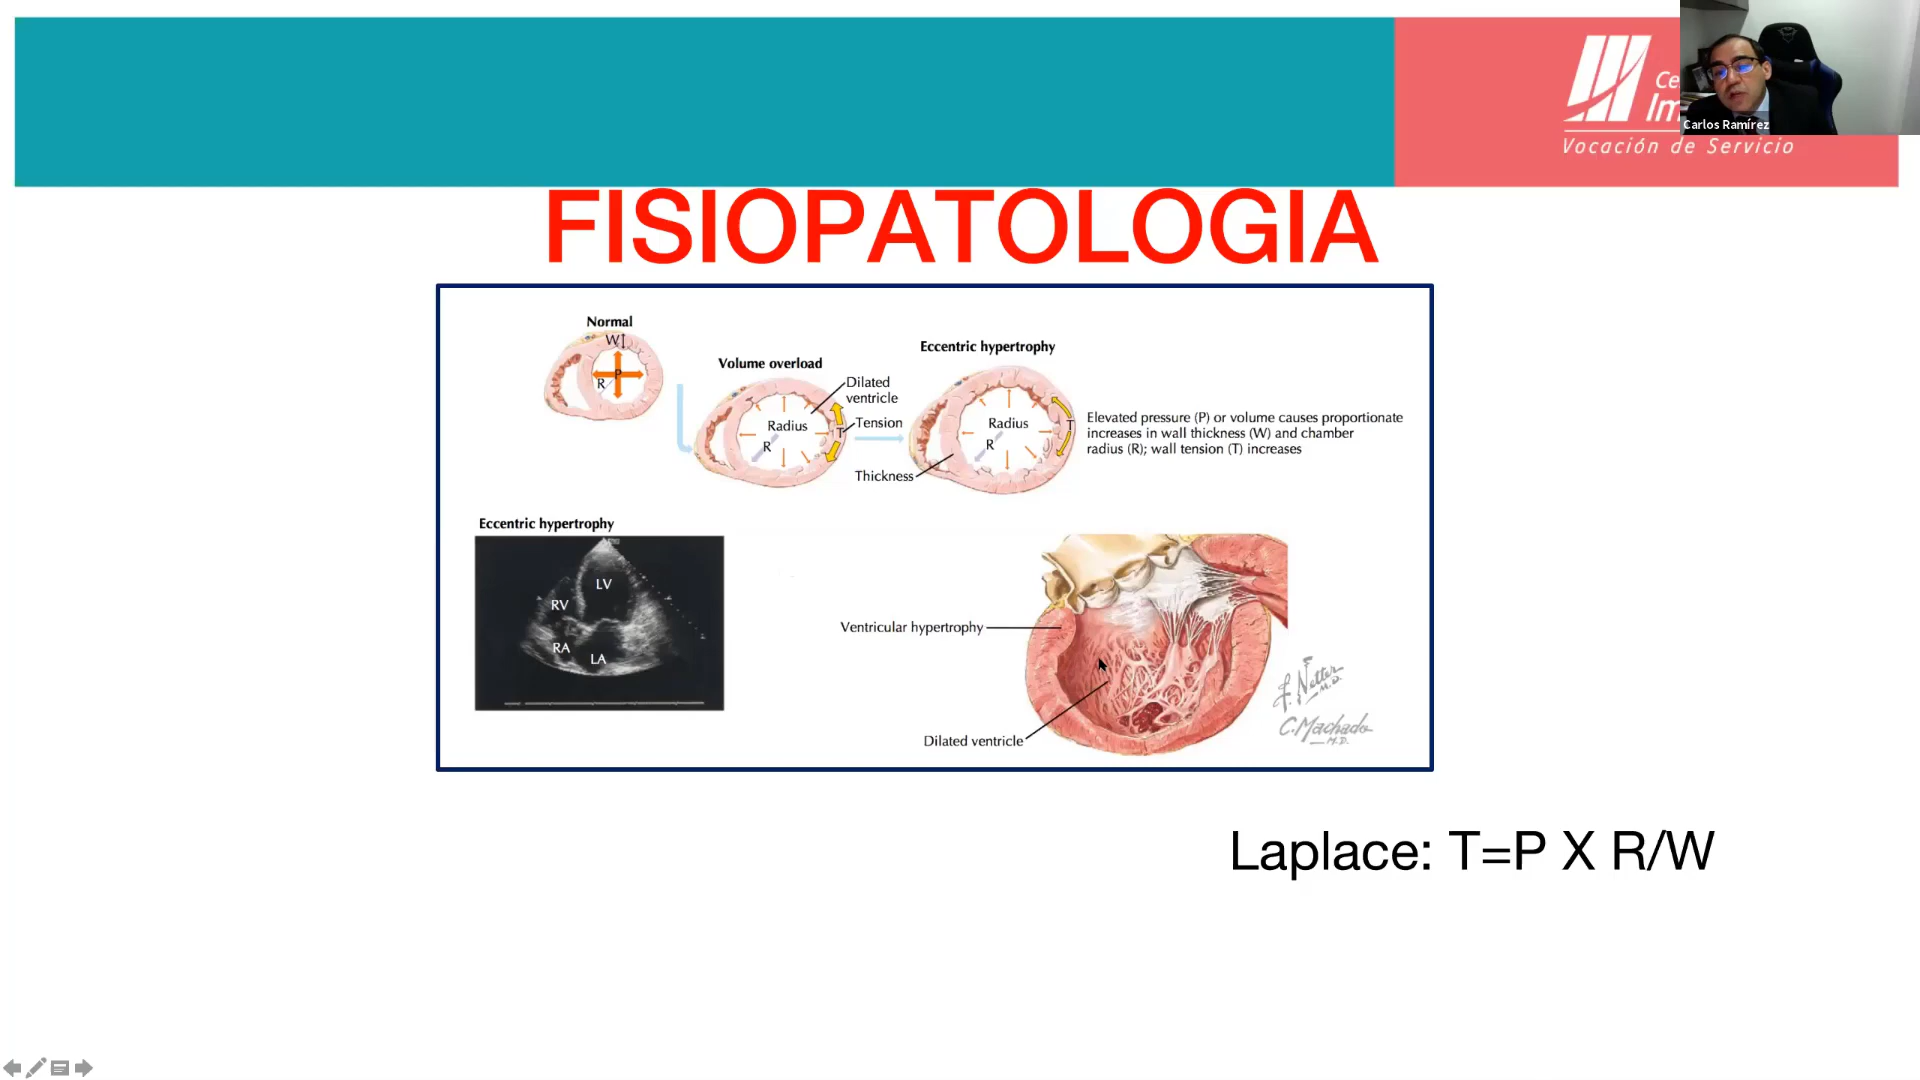 Ce
Im
Vocación de Servicio
Carlos Ramírez
FISIOPATOLOGIA
Normal
W
P
R
Volume overload
Dilated
ventricle
Radius
R
T
Tension
Thickness
Eccentric hypertrophy
Radius
R
T
Elevated pressure (P) or volume causes proportionate
increases in wall thickness (W) and chamber
radius (R); wall tension (T) increases
Eccentric hypertrophy
LV
RV
RA
LA
Ventricular hypertrophy
Dilated ventricle
F. Netter
M.D.
C. Machado
M.D.
Laplace: T=P X R/W